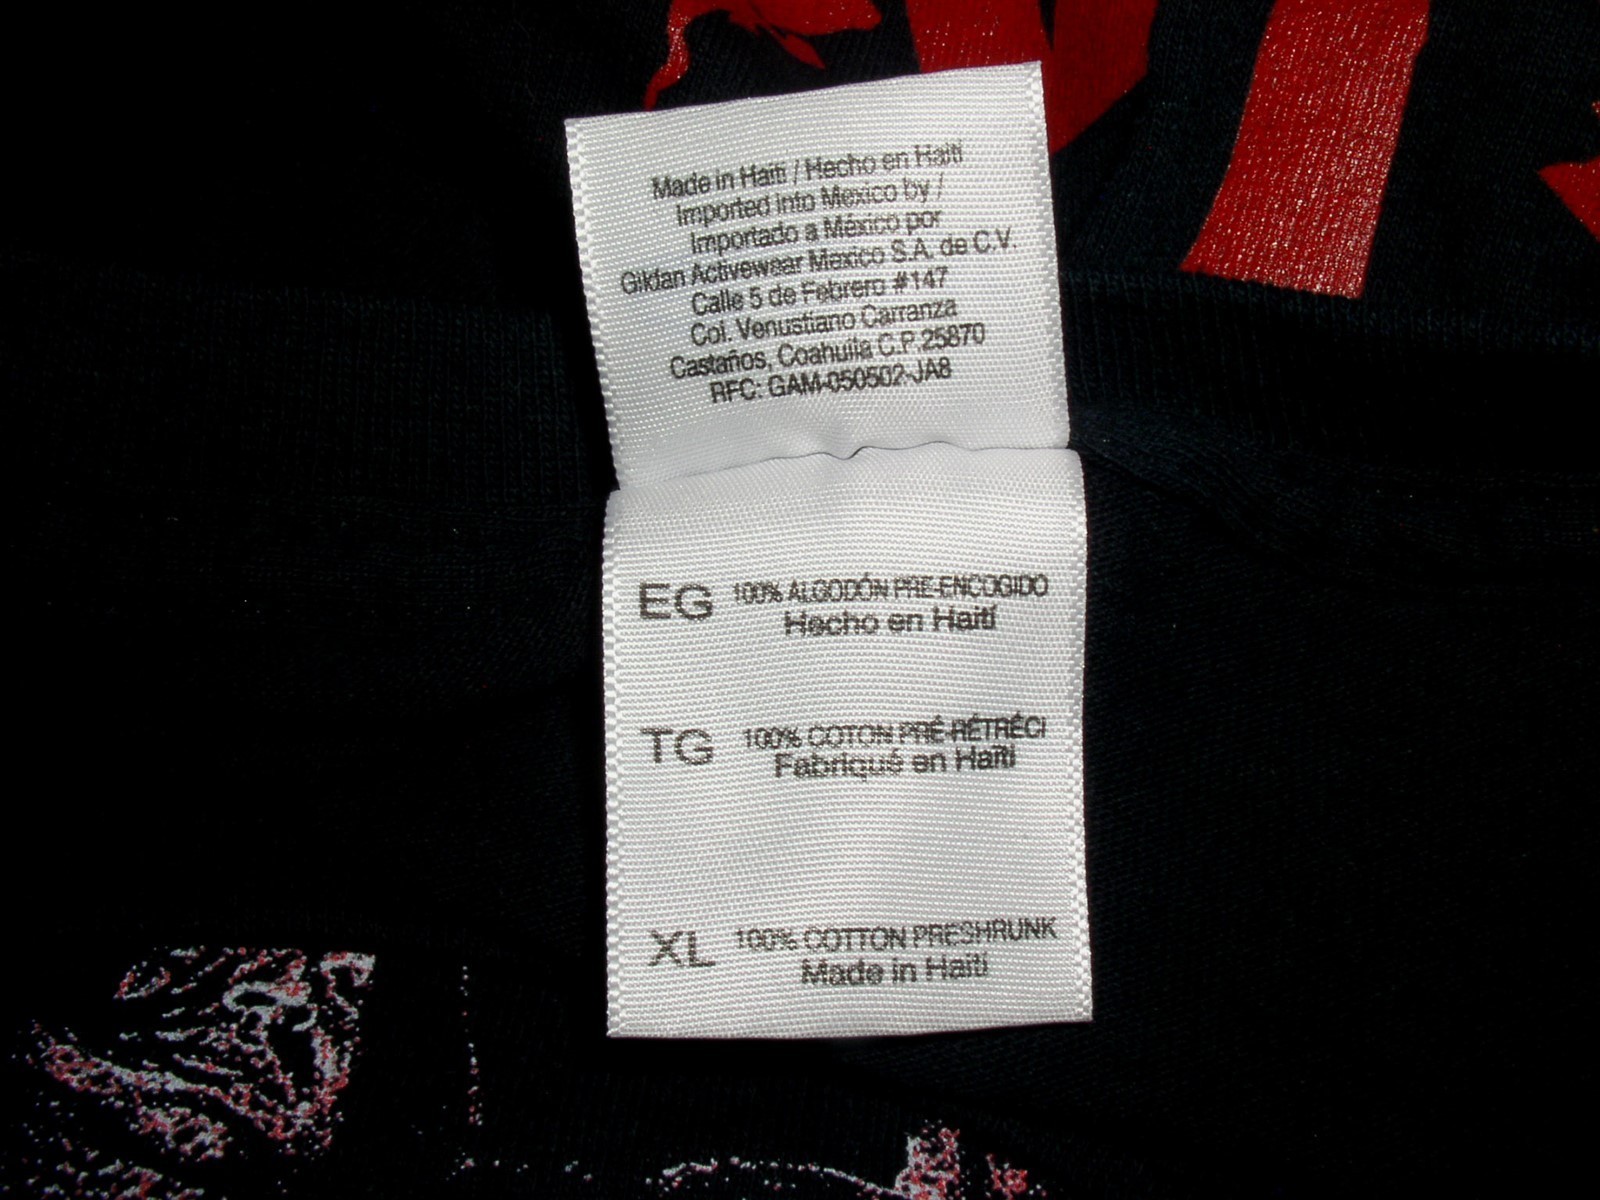 Made in Haiti / Hecho en Haití
Imported into Mexico by /
Importado a México por
Gildan Activewear Mexico S.A. de C.V.
Calle 5 de Febrero #147
Col. Venustiano Carranza
Castaños, Coahuila C.P. 25870
RFC: GAM-050502-JA8
EG 100% ALGODÓN PRE-ENCOGIDO
Hecho en Haití
TG 100% COTON PRÉ-RÉTRÉCI
Fabriqué en Haïti
XL 100% COTTON PRESHRUNK
Made in Haiti